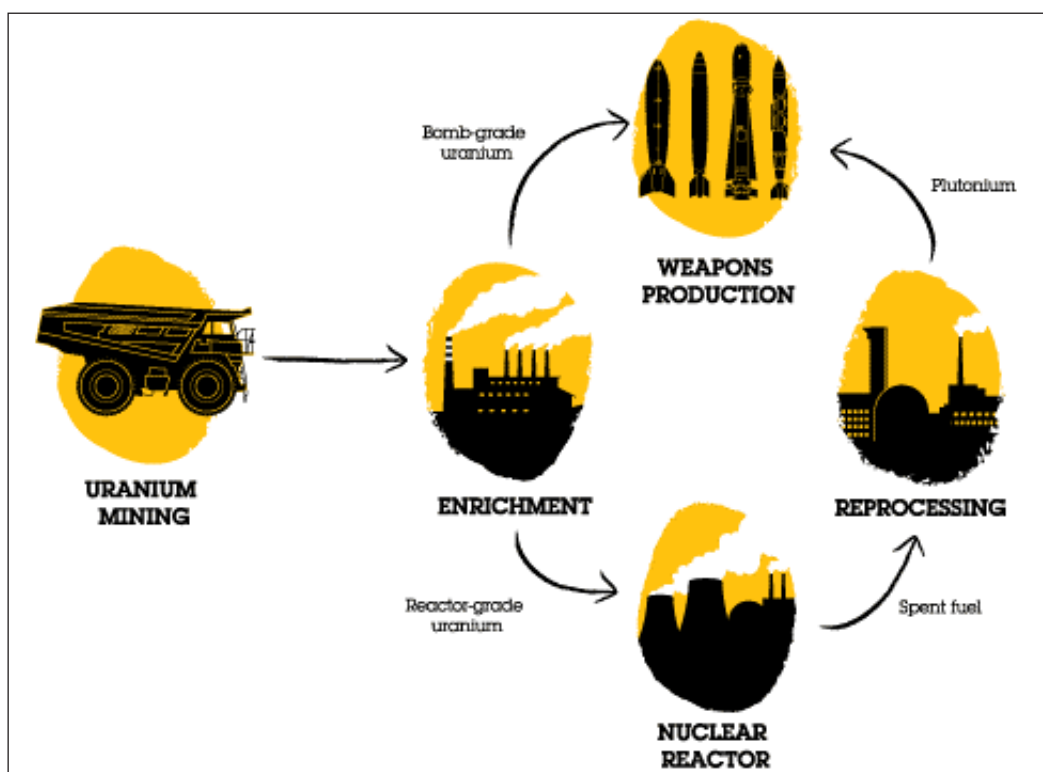 Bomb-grade
uranium
Plutonium
WEAPONS
PRODUCTION
URANIUM
MINING
ENRICHMENT
REPROCESSING
Reactor-grade
uranium
Spent fuel
NUCLEAR
REACTOR